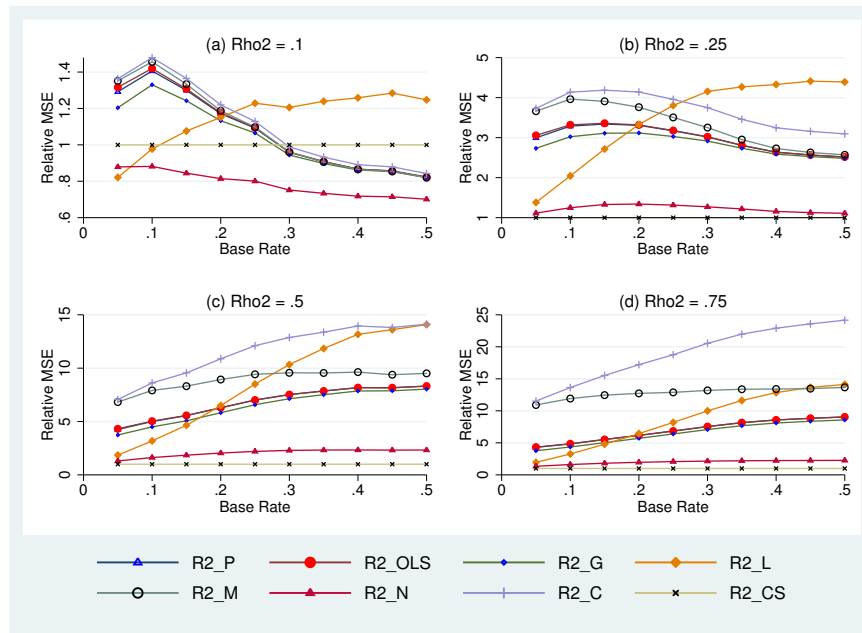 (a) Rho2 = .1
Relative MSE
1.4
1.2
1
.8
.6
0 .1 .2 .3 .4 .5
Base Rate
(b) Rho2 = .25
Relative MSE
5
4
3
2
1
0 .1 .2 .3 .4 .5
Base Rate
(c) Rho2 = .5
Relative MSE
15
10
5
0
0 .1 .2 .3 .4 .5
Base Rate
(d) Rho2 = .75
Relative MSE
25
20
15
10
5
0
0 .1 .2 .3 .4 .5
Base Rate
R2_P R2_OLS R2_G R2_L
R2_M R2_N R2_C R2_CS